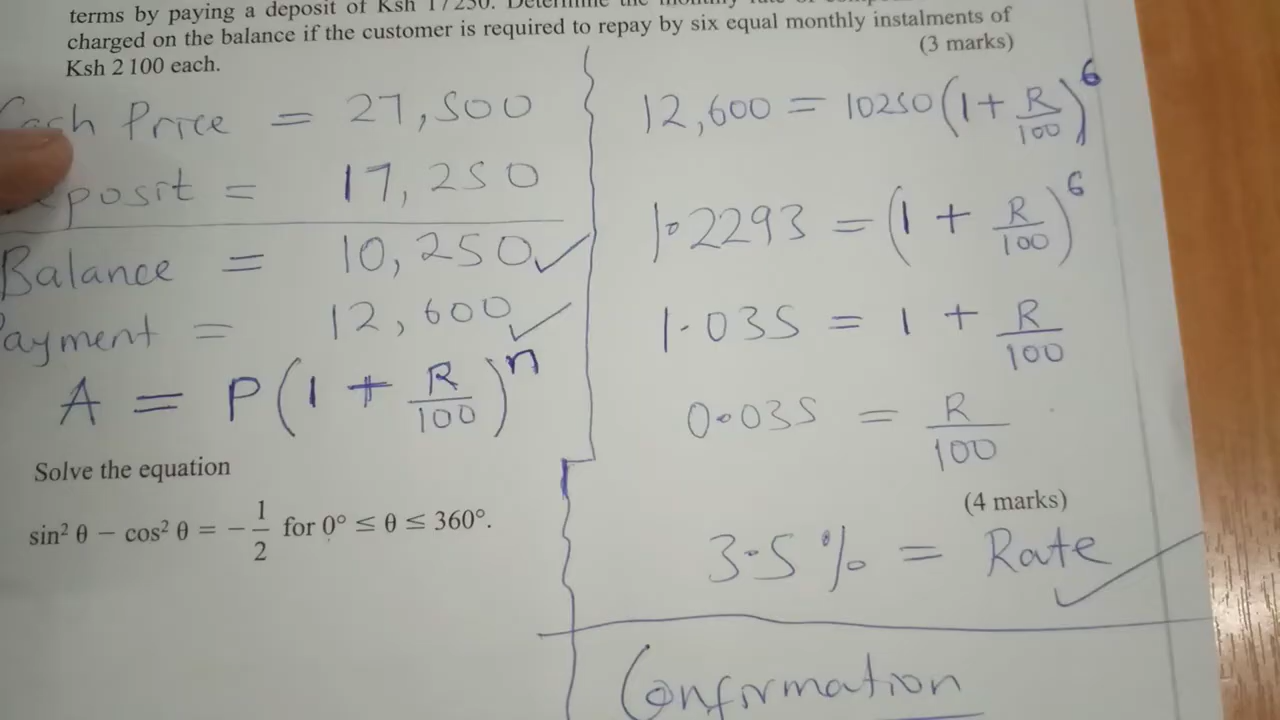 terms by paying a deposit of Ksh 17250. Determine the monthly rate of
charged on the balance if the customer is required to repay by six equal monthly instalments of
Ksh 2 100 each.
(3 marks)
Cash Price = 27,500
Deposit = 17,250
Balance = 10,250 ✓
Payment = 12,600 ✓
A = P(1 + R/100)^n
12,600 = 10250(1 + R/100)^6
1.2293 = (1 + R/100)^6
1.035 = 1 + R/100
0.035 = R/100
3.5% = Rate ✓
Confirmation
Solve the equation
sin² θ – cos² θ = – 1/2 for 0° ≤ θ ≤ 360°.
(4 marks)